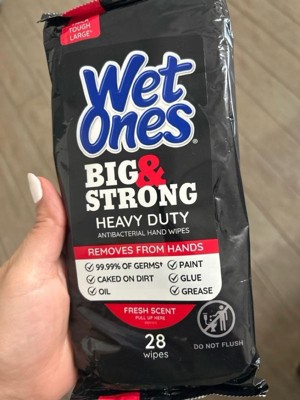 TOUGH
LARGE*
Wet
Ones®
BIG &
STRONG
HEAVY DUTY
ANTIBACTERIAL HAND WIPES
REMOVES FROM HANDS
99.99% OF GERMS† PAINT
CAKED ON DIRT GLUE
OIL GREASE
FRESH SCENT
PULL UP HERE
28
wipes
DO NOT FLUSH